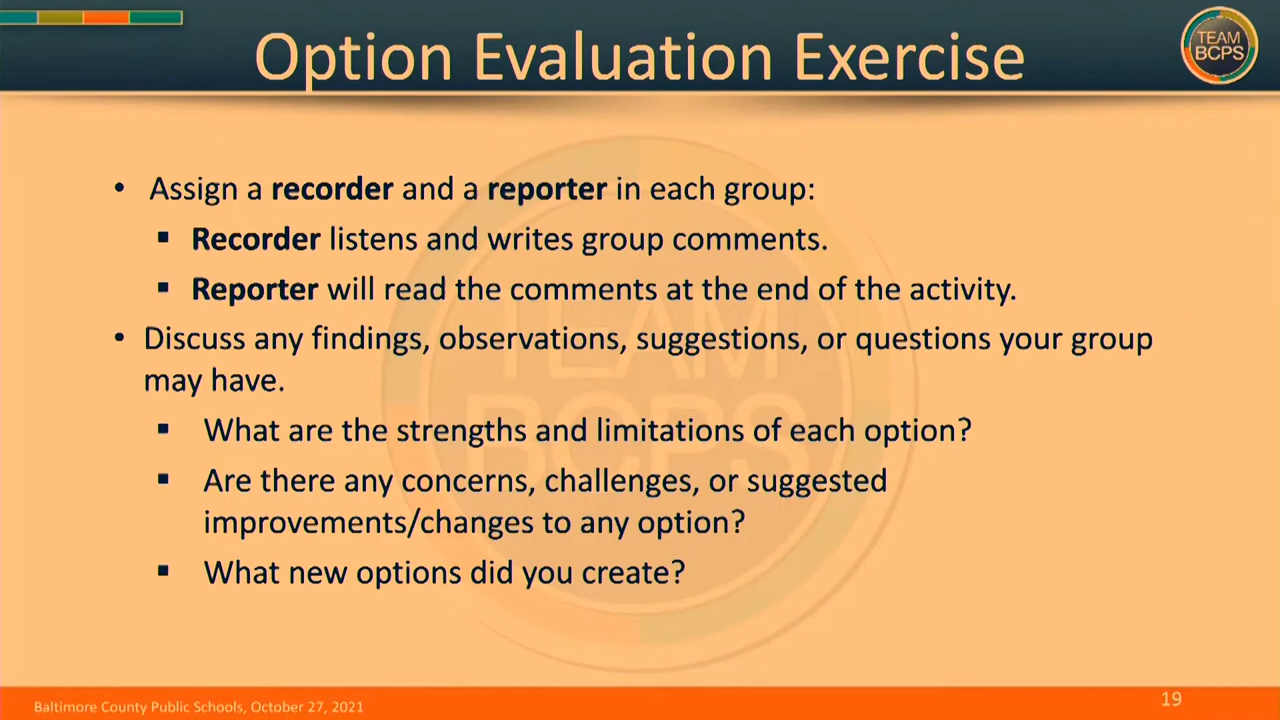 Option Evaluation Exercise
TEAM
BCPS
• Assign a recorder and a reporter in each group:
▪ Recorder listens and writes group comments.
▪ Reporter will read the comments at the end of the activity.
• Discuss any findings, observations, suggestions, or questions your group
may have.
▪ What are the strengths and limitations of each option?
▪ Are there any concerns, challenges, or suggested
improvements/changes to any option?
▪ What new options did you create?
TEAM
BCPS
Baltimore County Public Schools, October 27, 2021
19